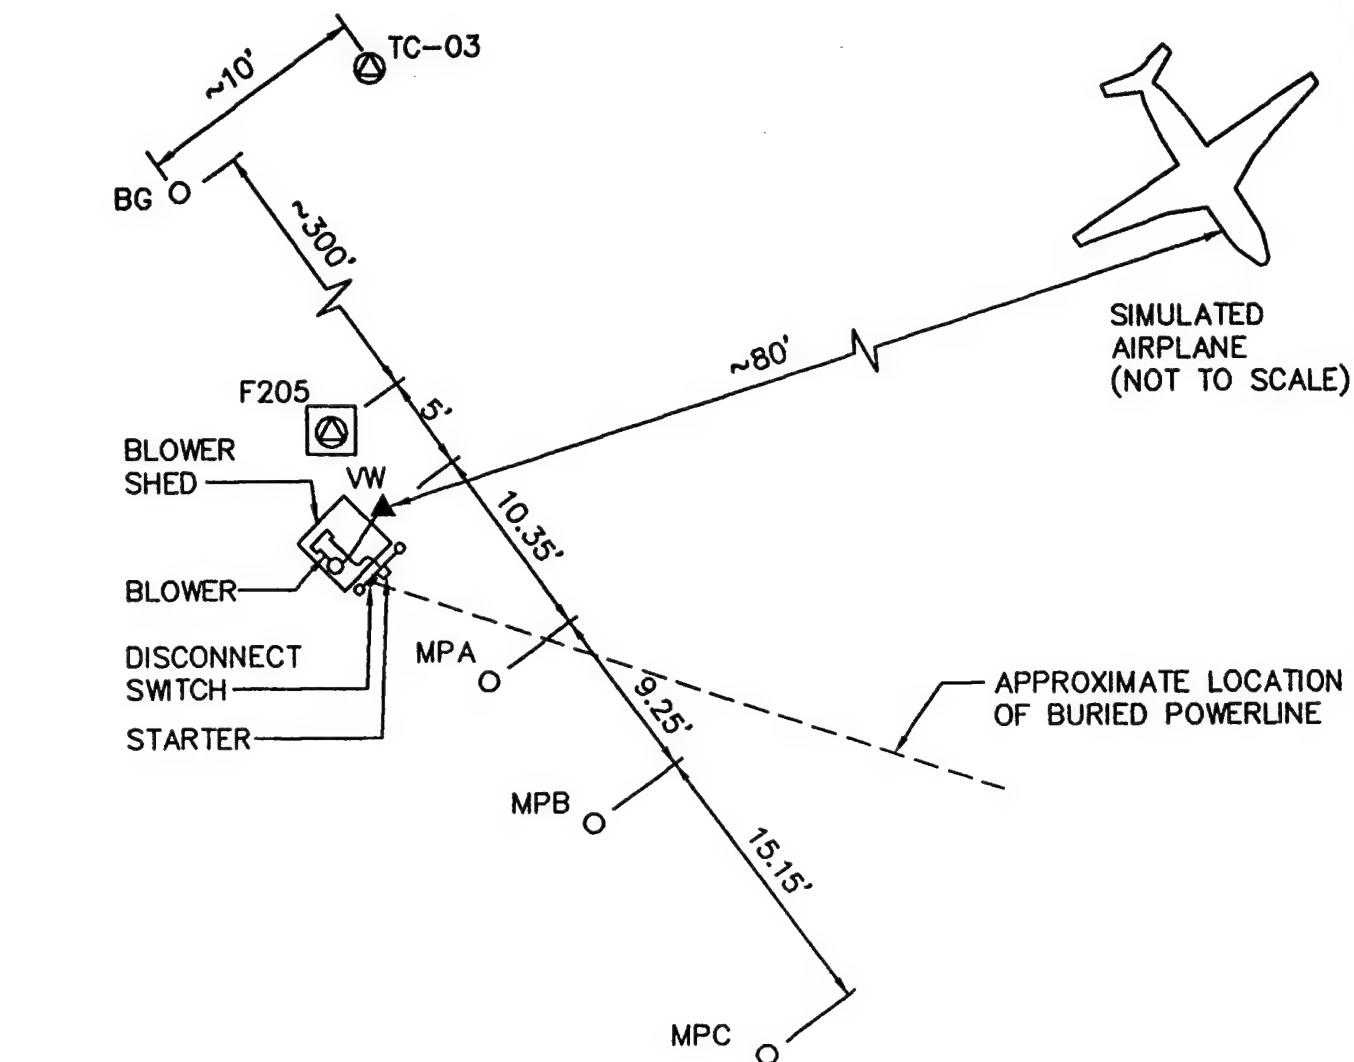 TC-03
~10'
BG
~300'
SIMULATED
AIRPLANE
(NOT TO SCALE)
~80'
F205
5'
BLOWER
SHED
VW
10.35'
BLOWER
DISCONNECT
SWITCH
STARTER
MPA
9.25'
APPROXIMATE LOCATION
OF BURIED POWERLINE
MPB
15.15'
MPC